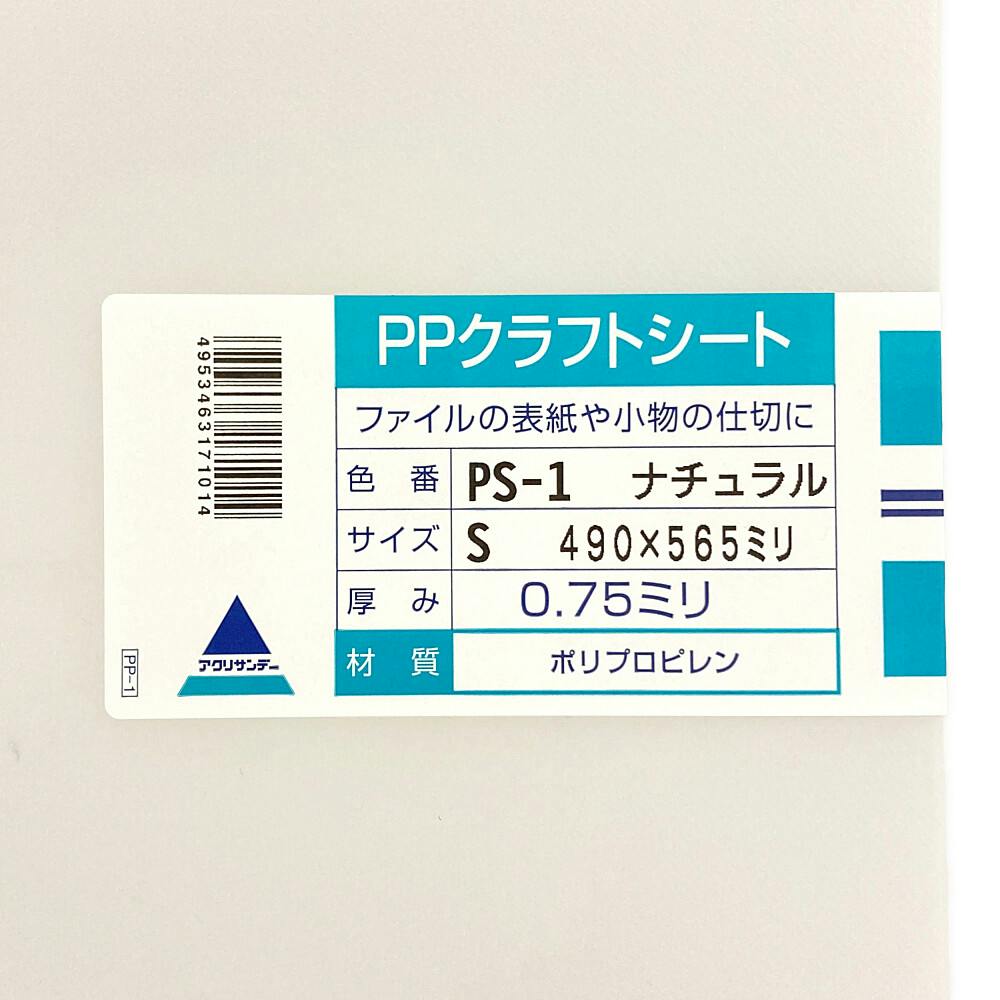 PPクラフトシート
ファイルの表紙や小物の仕切に
色番 PS-1 ナチュラル
サイズ S 490×565ミリ
厚み 0.75ミリ
材質 ポリプロピレン
4953463171014
アクリサンデー
PP-1